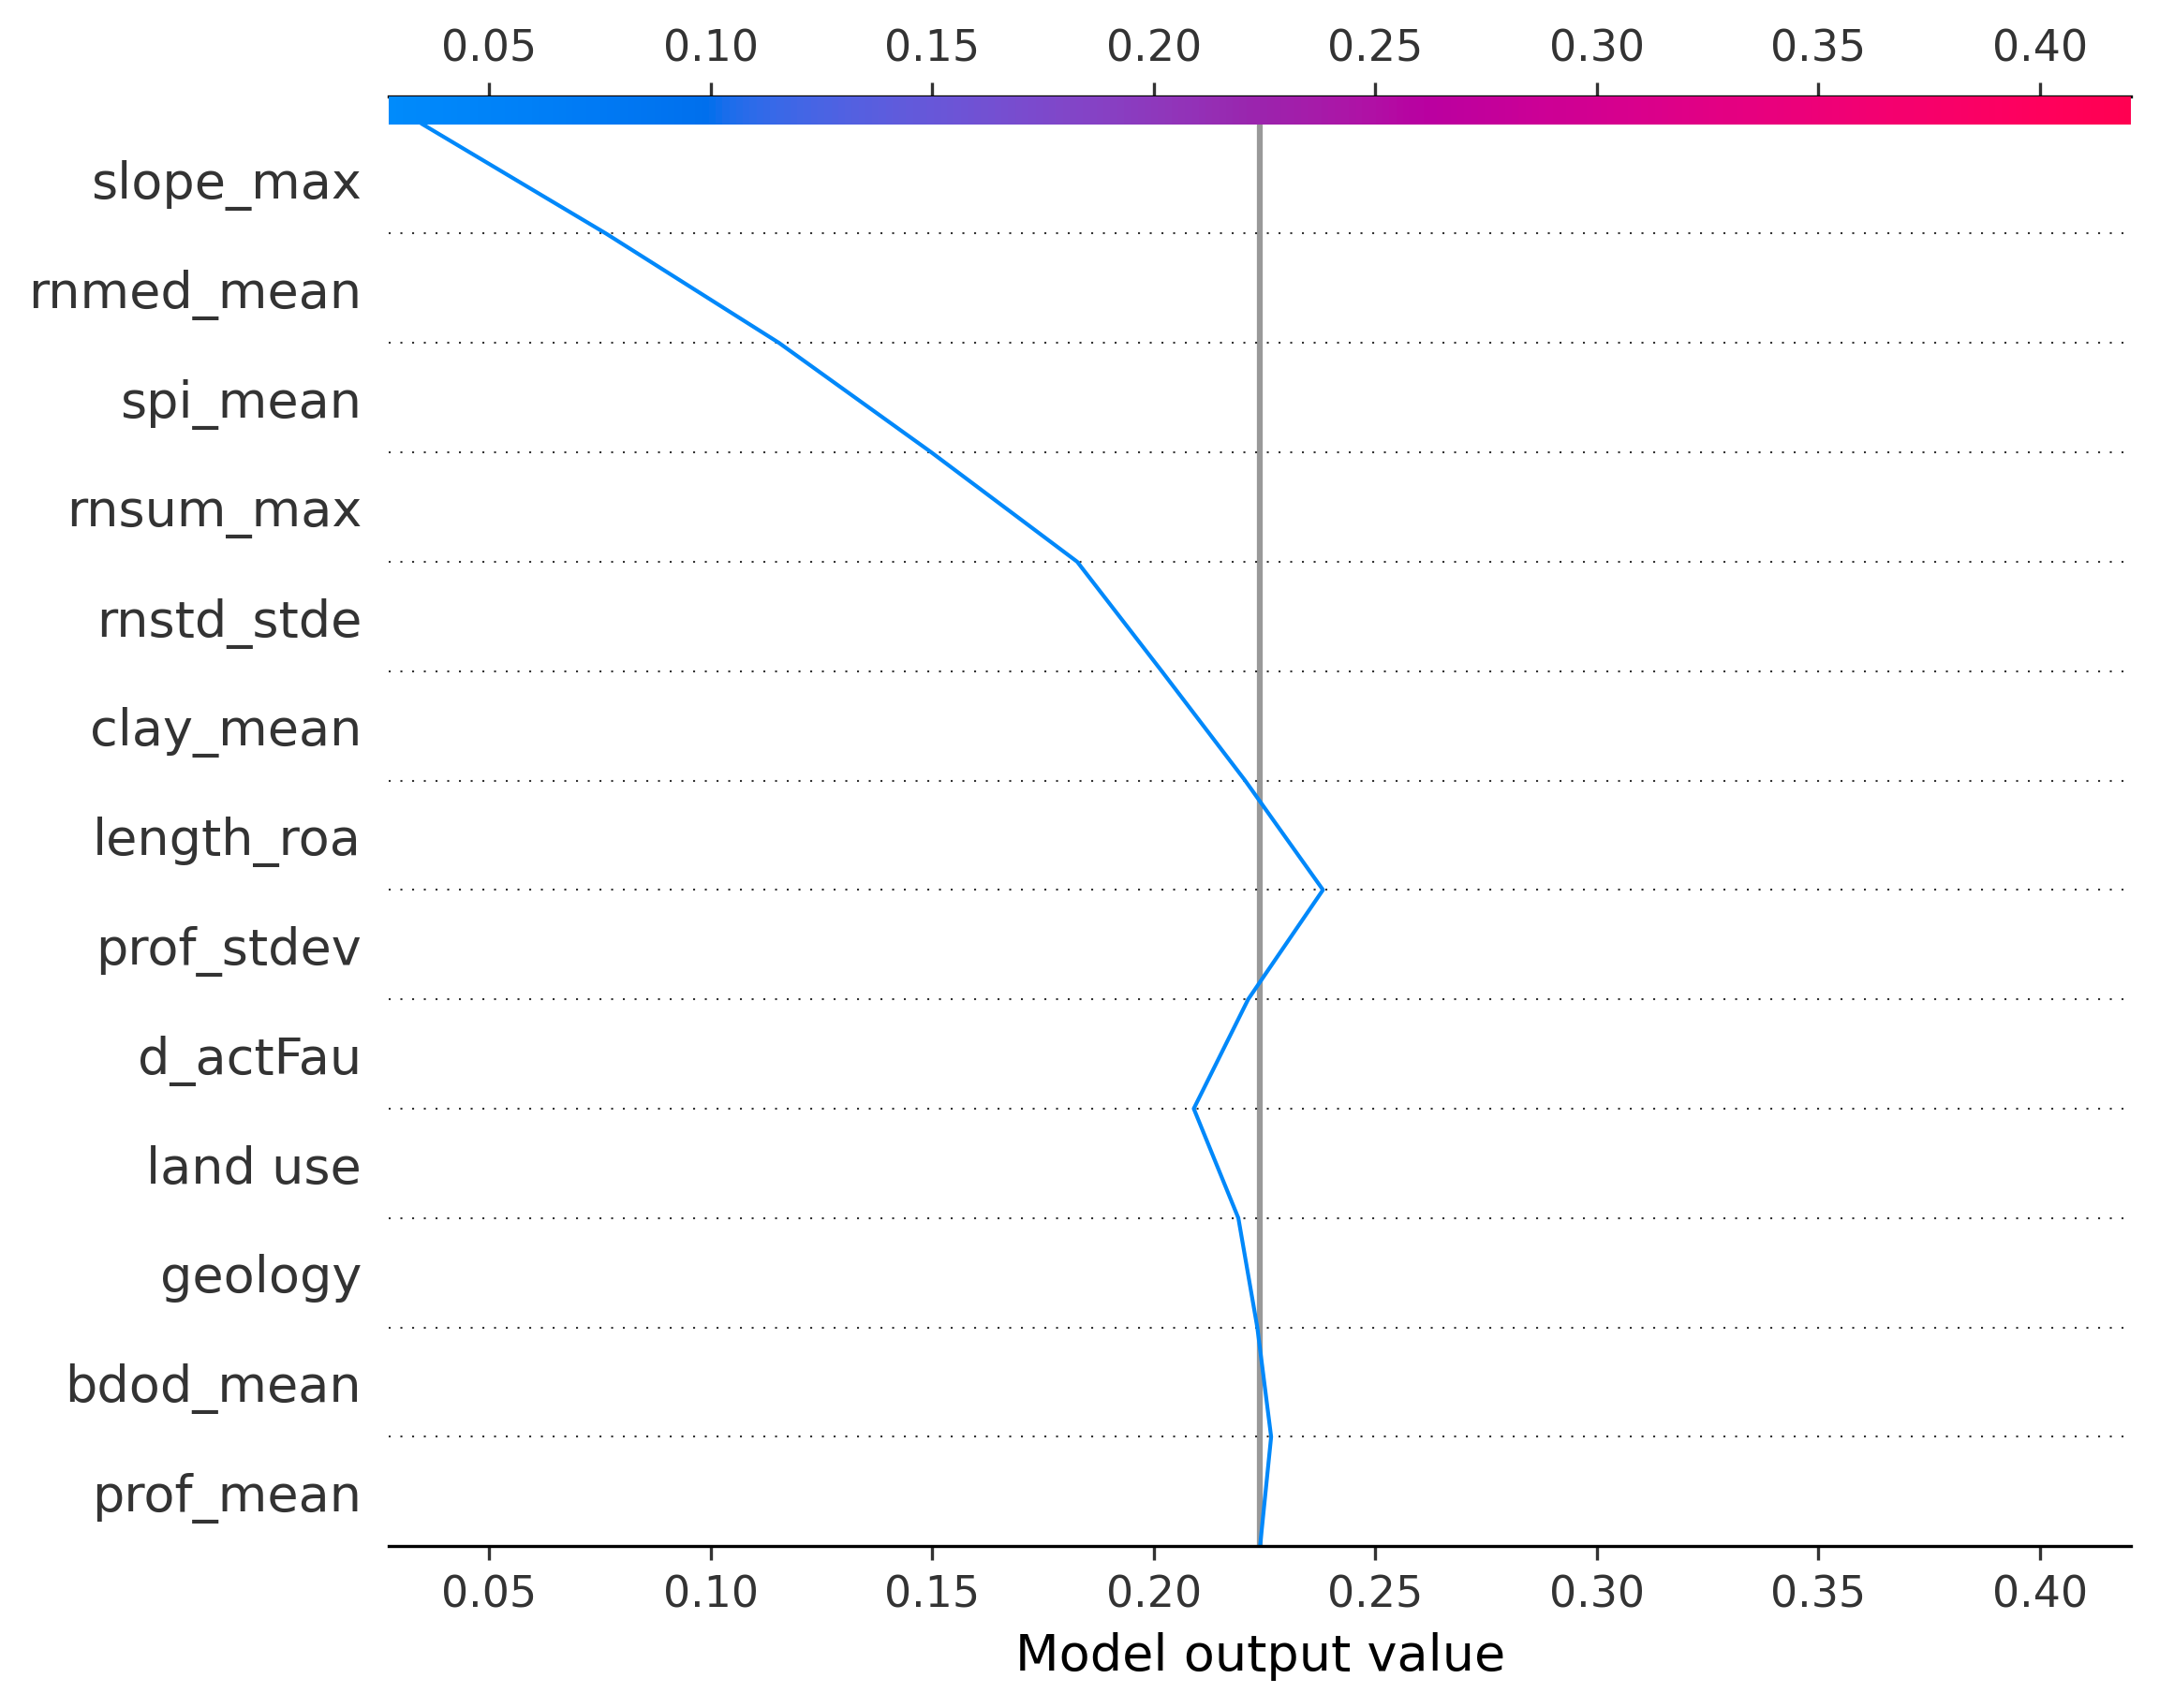 0.05 0.10 0.15 0.20 0.25 0.30 0.35 0.40
slope_max
rnmed_mean
spi_mean
rnsum_max
rnstd_stde
clay_mean
length_roa
prof_stdev
d_actFau
land use
geology
bdod_mean
prof_mean
0.05 0.10 0.15 0.20 0.25 0.30 0.35 0.40
Model output value